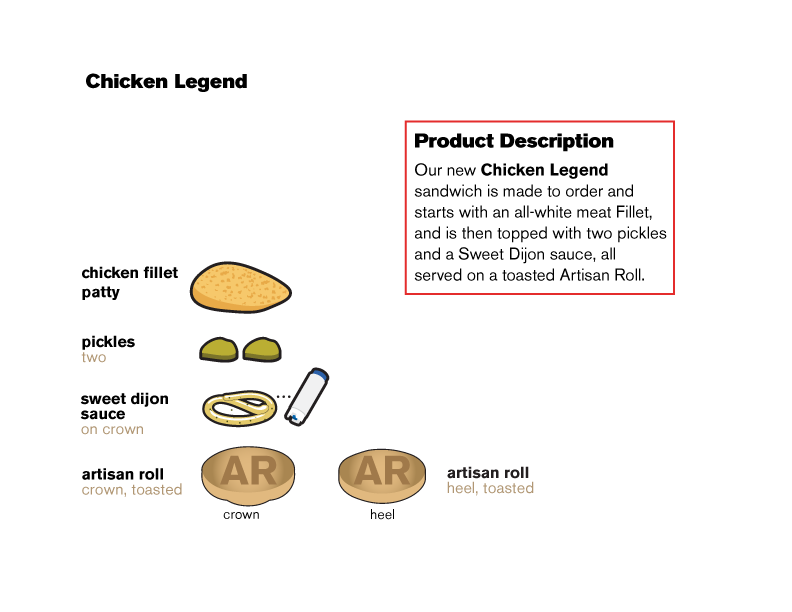 Chicken Legend
Product Description
Our new Chicken Legend
sandwich is made to order and
starts with an all-white meat Fillet,
and is then topped with two pickles
and a Sweet Dijon sauce, all
served on a toasted Artisan Roll.
chicken fillet
patty
pickles
two
sweet dijon
sauce
on crown
artisan roll
crown, toasted
AR
crown
AR
heel
artisan roll
heel, toasted